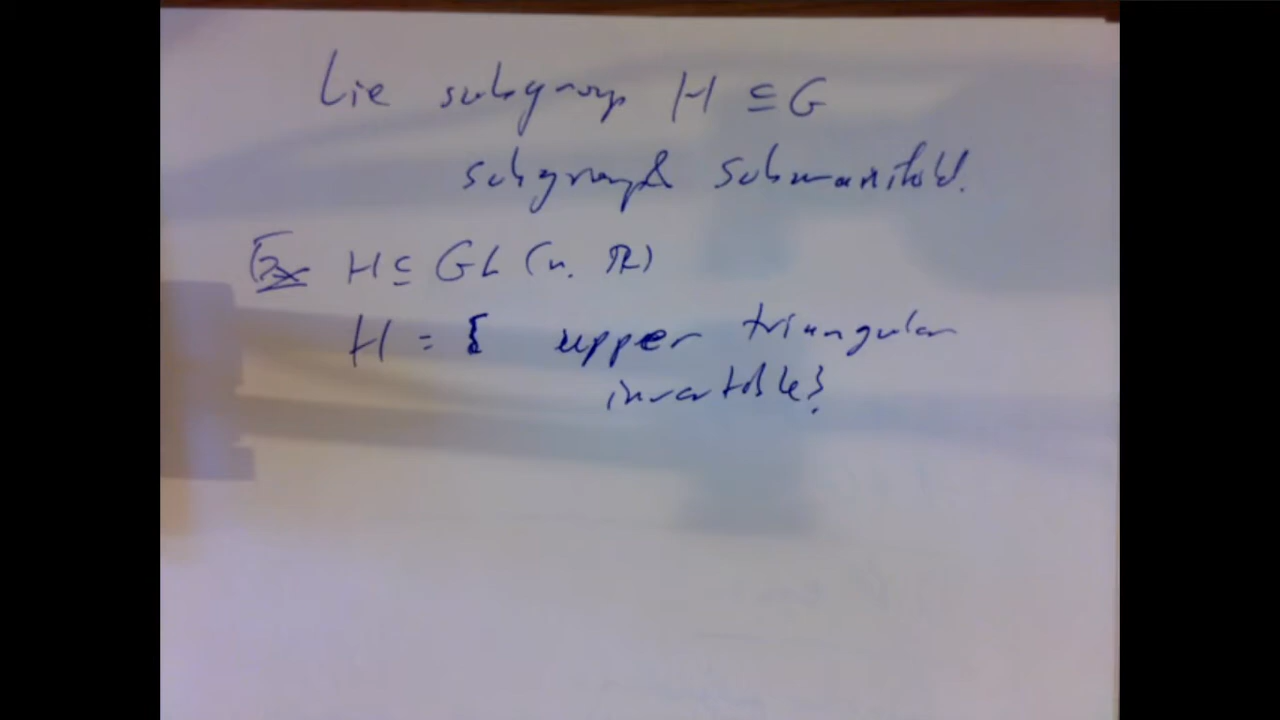 Lie subgroup H ⊆ G
subgroup & submanifold.
Ex H ⊆ GL (n, ℝ)
H = { upper triangular
invertible}